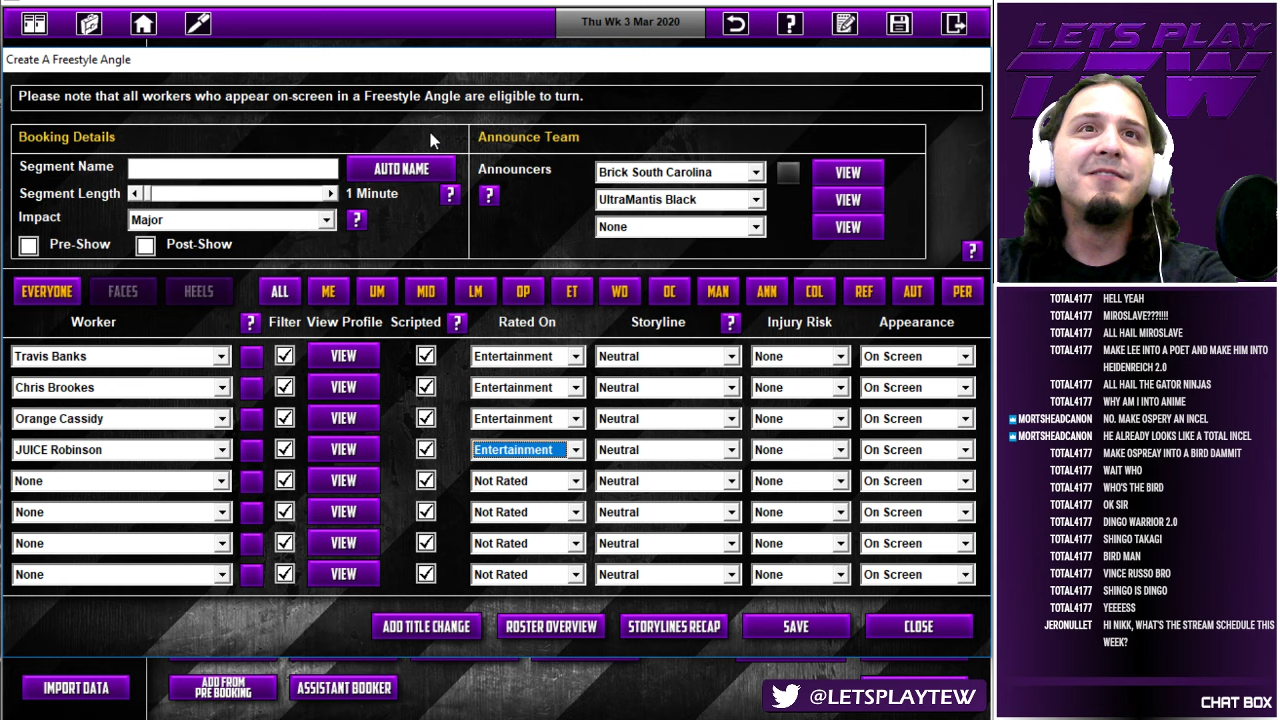 Thu Wk 3 Mar 2020
?
Create A Freestyle Angle
Please note that all workers who appear on-screen in a Freestyle Angle are eligible to turn.
Booking Details
Segment Name
AUTO NAME
Segment Length
1 Minute
?
Impact
Major
?
Pre-Show
Post-Show
Announce Team
Announcers
?
Brick South Carolina
VIEW
UltraMantis Black
VIEW
None
VIEW
?
EVERYONE FACES HEELS ALL ME UM MID LM OP ET WD OC MAN ANN COL REF AUT PER
Worker ? Filter View Profile Scripted ? Rated On Storyline ? Injury Risk Appearance
Travis Banks VIEW Entertainment Neutral None On Screen
Chris Brookes VIEW Entertainment Neutral None On Screen
Orange Cassidy VIEW Entertainment Neutral None On Screen
JUICE Robinson VIEW Entertainment Neutral None On Screen
None VIEW Not Rated Neutral None On Screen
None VIEW Not Rated Neutral None On Screen
None VIEW Not Rated Neutral None On Screen
None VIEW Not Rated Neutral None On Screen
ADD TITLE CHANGE ROSTER OVERVIEW STORYLINES RECAP SAVE CLOSE
IMPORT DATA
ADD FROM
PRE BOOKING
ASSISTANT BOOKER
@LETSPLAYTEW
LETS PLAY
TEW
TOTAL4177 HELL YEAH
TOTAL4177 MIROSLAVE???!!!!
TOTAL4177 ALL HAIL MIROSLAVE
TOTAL4177 MAKE LEE INTO A POET AND MAKE HIM INTO
HEIDENREICH 2.0
TOTAL4177 ALL HAIL THE GATOR NINJAS
TOTAL4177 WHY AM I INTO ANIME
MORTSHEADCANON NO. MAKE OSPERY AN INCEL
MORTSHEADCANON HE ALREADY LOOKS LIKE A TOTAL INCEL
TOTAL4177 MAKE OSPREAY INTO A BIRD DAMMIT
TOTAL4177 WAIT WHO
TOTAL4177 WHO'S THE BIRD
TOTAL4177 OK SIR
TOTAL4177 DINGO WARRIOR 2.0
TOTAL4177 SHINGO TAKAGI
TOTAL4177 BIRD MAN
TOTAL4177 VINCE RUSSO BRO
TOTAL4177 SHINGO IS DINGO
TOTAL4177 YEEEESS
JERONULLET HI NIKK, WHAT'S THE STREAM SCHEDULE THIS
WEEK?
CHAT BOX